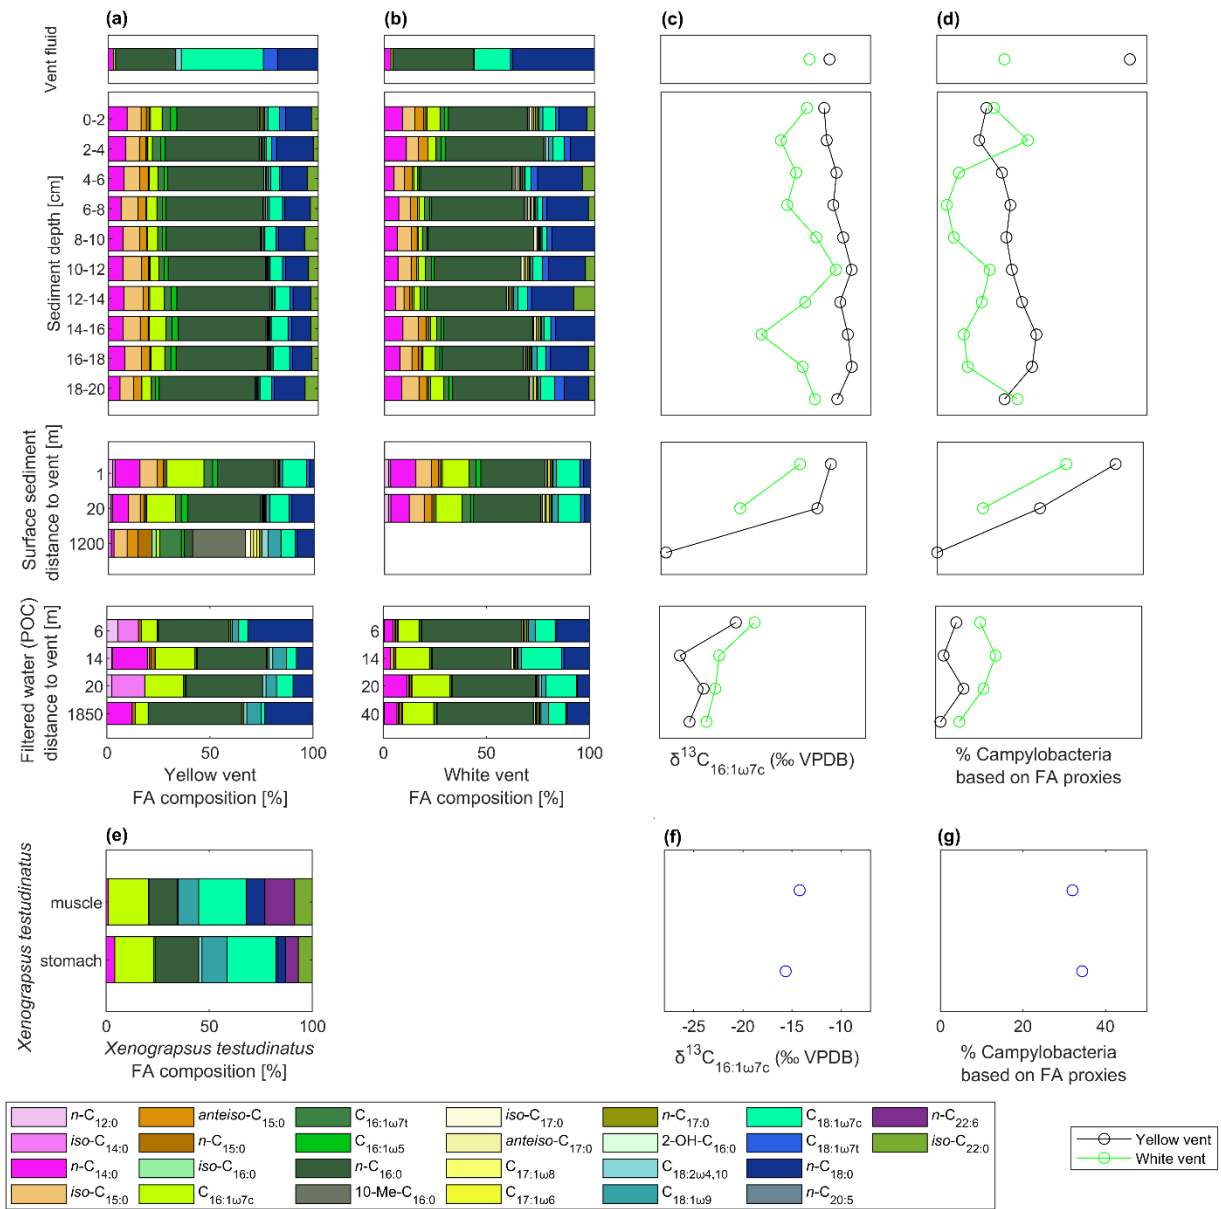 (a)
(b)
(c)
(d)
Vent fluid
Sediment depth [cm]
0-2
2-4
4-6
6-8
8-10
10-12
12-14
14-16
16-18
18-20
Surface sediment
distance to vent [m]
1
20
1200
Filtered water (POC)
distance to vent [m]
6
14
20
1850
6
14
20
40
0 50 100
Yellow vent
FA composition [%]
0 50 100
White vent
FA composition [%]
δ¹³C₁₆:₁ω₇c (‰ VPDB)
% Campylobacteria
based on FA proxies
(e)
(f)
(g)
Xenograpsus testudinatus
muscle
stomach
0 50 100
Xenograpsus testudinatus
FA composition [%]
-25 -20 -15 -10
δ¹³C₁₆:₁ω₇c (‰ VPDB)
0 20 40
% Campylobacteria
based on FA proxies
n-C₁₂:₀
iso-C₁₄:₀
n-C₁₄:₀
iso-C₁₅:₀
anteiso-C₁₅:₀
n-C₁₅:₀
iso-C₁₆:₀
C₁₆:₁ω₇c
C₁₆:₁ω₇t
C₁₆:₁ω₅
n-C₁₆:₀
10-Me-C₁₆:₀
iso-C₁₇:₀
anteiso-C₁₇:₀
C₁₇:₁ω₈
C₁₇:₁ω₆
n-C₁₇:₀
2-OH-C₁₆:₀
C₁₈:₂ω₄,₁₀
C₁₈:₁ω₉
C₁₈:₁ω₇c
C₁₈:₁ω₇t
n-C₁₈:₀
n-C₂₀:₅
n-C₂₂:₆
iso-C₂₂:₀
Yellow vent
White vent